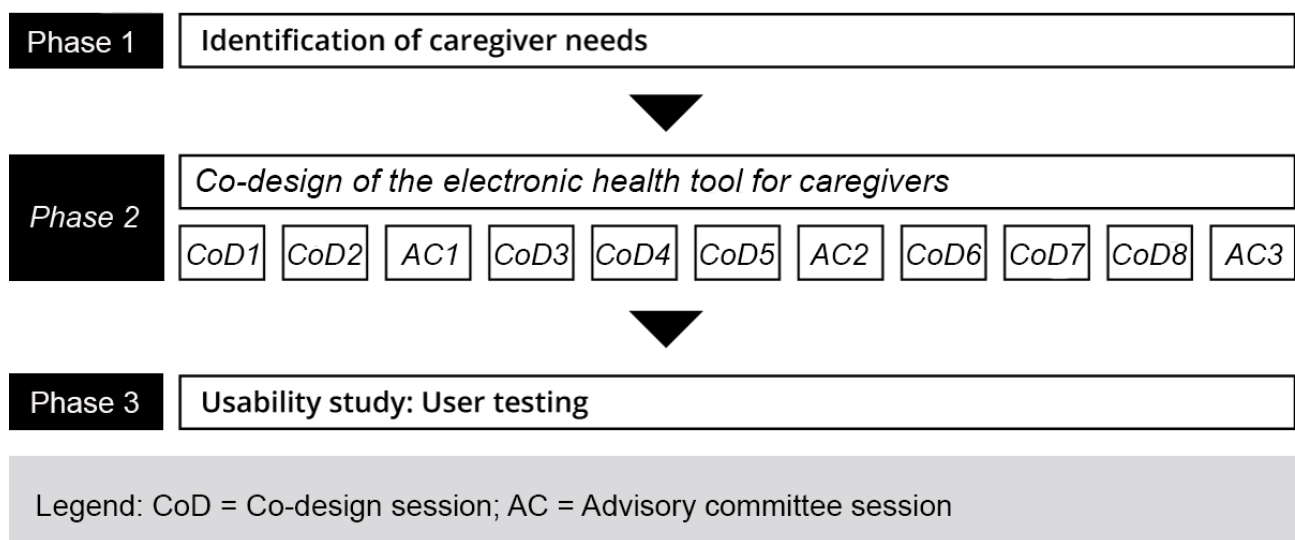 Phase 1 Identification of caregiver needs
Phase 2 Co-design of the electronic health tool for caregivers
CoD1 CoD2 AC1 CoD3 CoD4 CoD5 AC2 CoD6 CoD7 CoD8 AC3
Phase 3 Usability study: User testing
Legend: CoD = Co-design session; AC = Advisory committee session